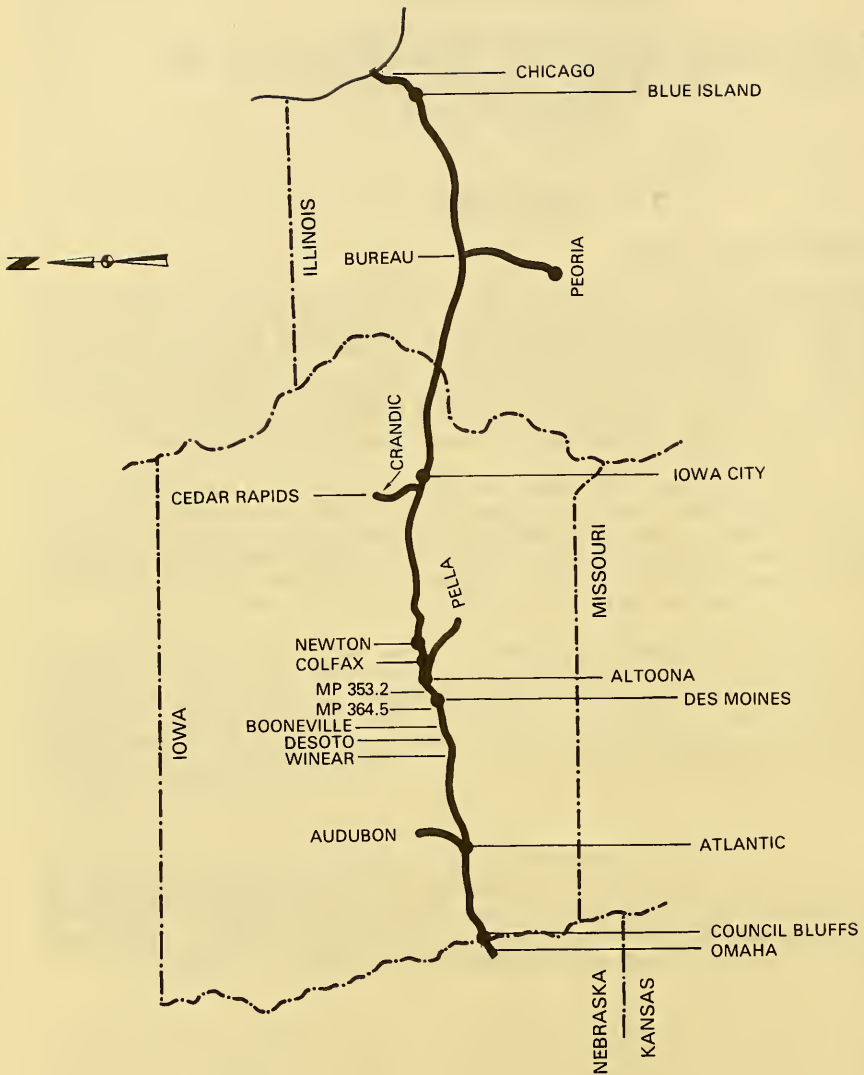 CHICAGO
BLUE ISLAND
ILLINOIS
BUREAU
PEORIA
N
CRANDIC
CEDAR RAPIDS
IOWA CITY
PELLA
MISSOURI
NEWTON
COLFAX
ALTOONA
MP 353.2
DES MOINES
MP 364.5
BOONEVILLE
DESOTO
WINEAR
IOWA
AUDUBON
ATLANTIC
COUNCIL BLUFFS
OMAHA
NEBRASKA
KANSAS